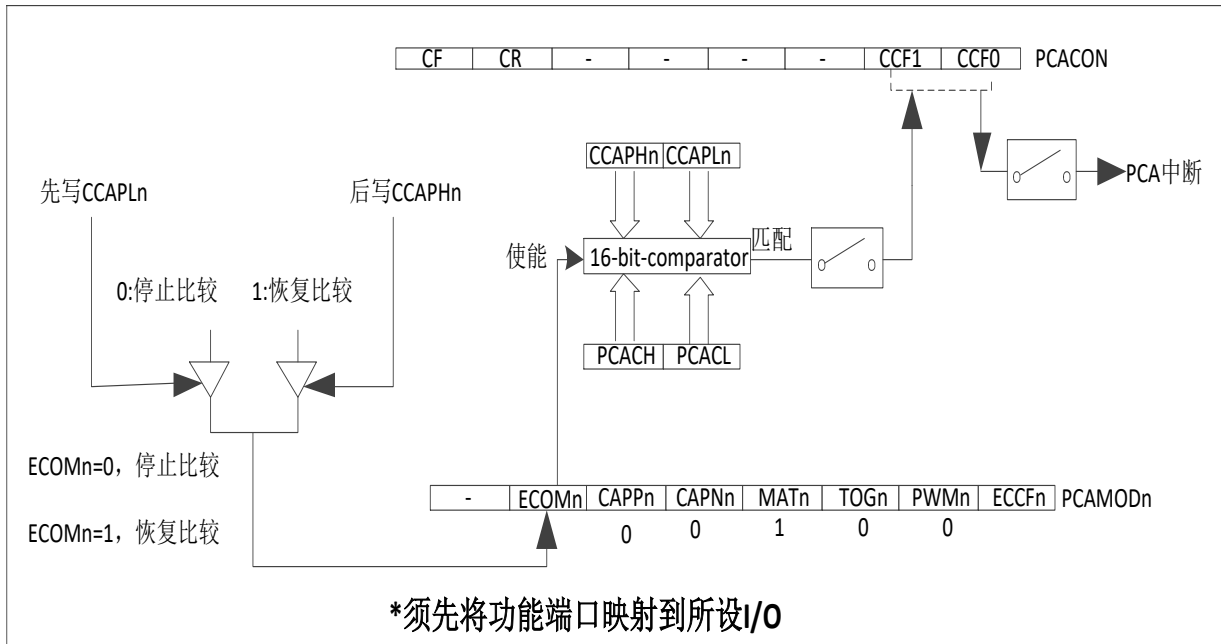 CF CR - - - - CCF1 CCF0 PCACON
CCAPHn CCAPLn
先写CCAPLn 后写CCAPHn
PCA中断
使能 16-bit-comparator 匹配
0:停止比较 1:恢复比较
PCACH PCACL
ECOMn=0，停止比较
- ECOMn CAPPn CAPNn MATn TOGn PWMn ECCFn PCAMODn
ECOMn=1，恢复比较
0 0 1 0 0
*须先将功能端口映射到所设I/O